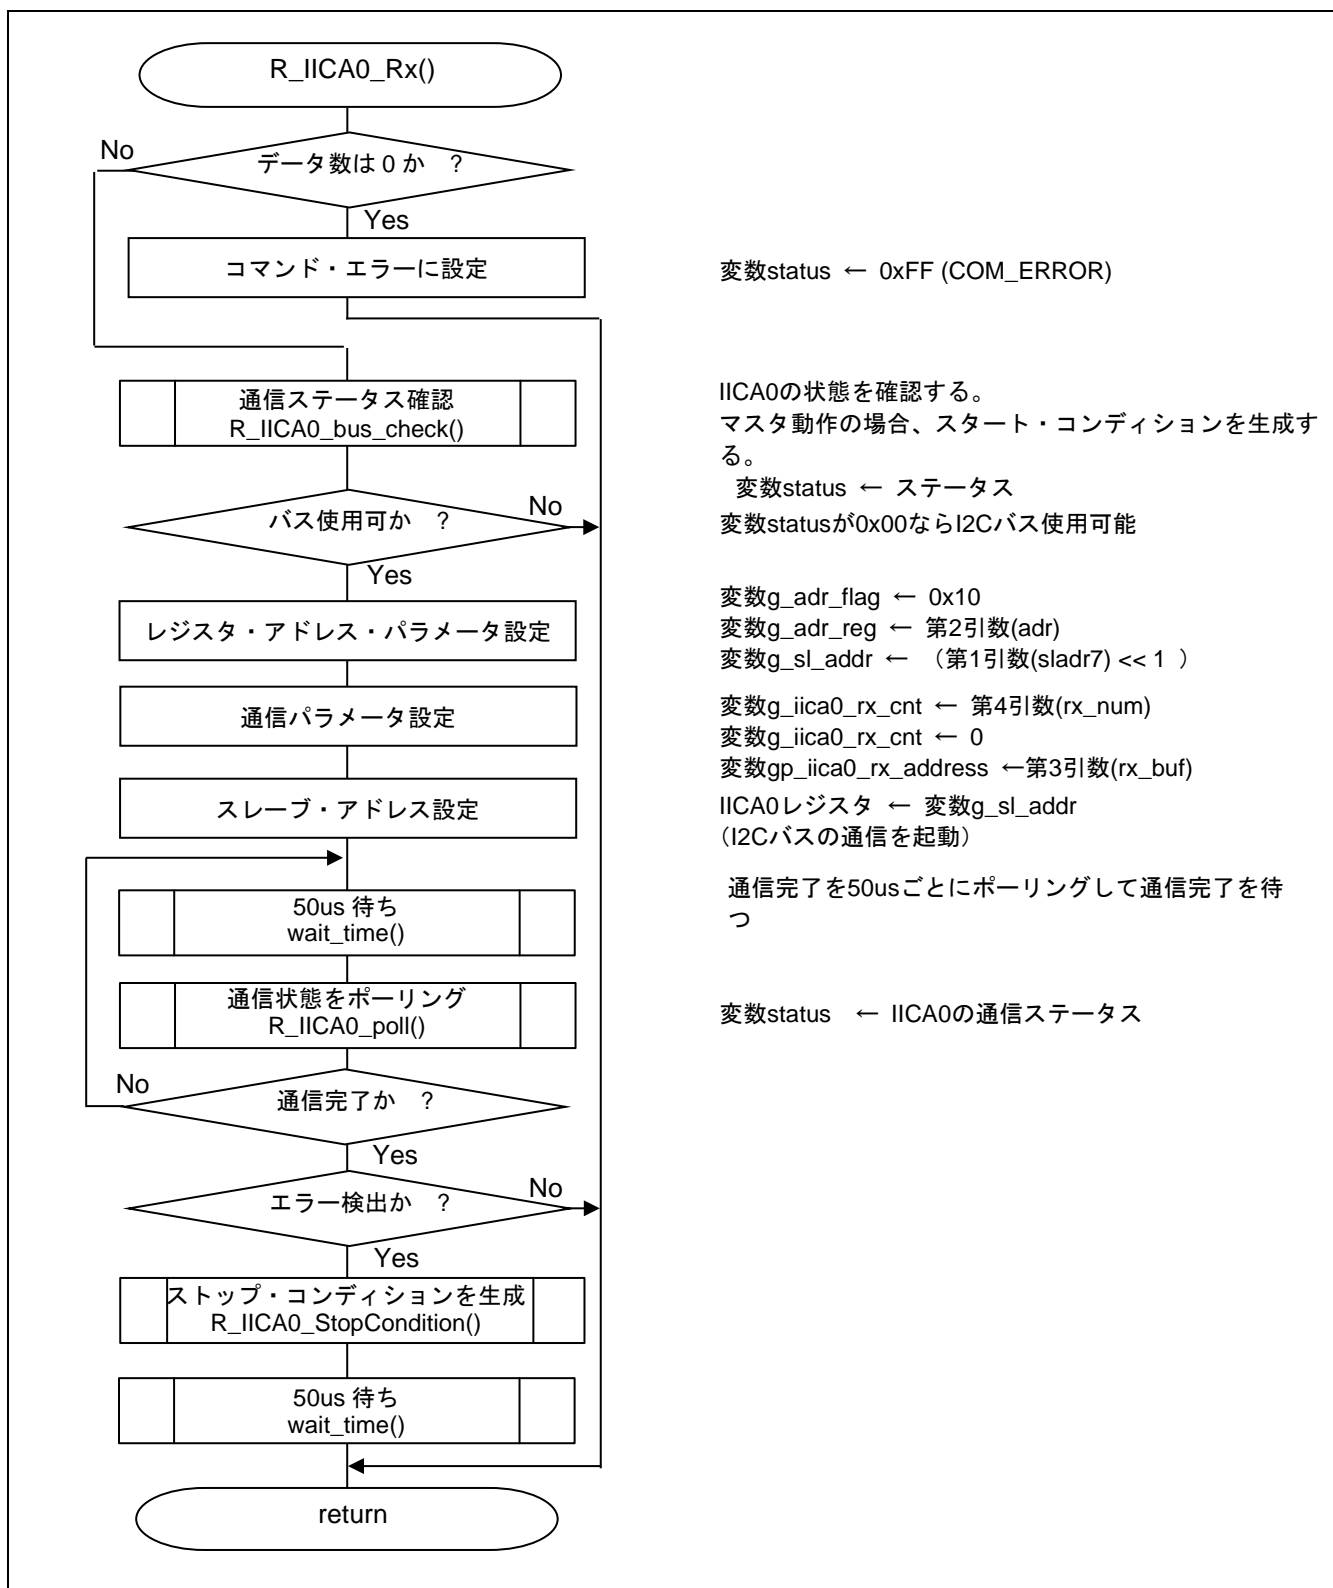 R_IICA0_Rx()
No
データ数は 0 か ?
Yes
コマンド・エラーに設定
変数status ← 0xFF (COM_ERROR)
通信ステータス確認
R_IICA0_bus_check()
IICA0の状態を確認する。
マスタ動作の場合、スタート・コンディションを生成す
る。
変数status ← ステータス
バス使用可か ?
No
変数statusが0x00ならI2Cバス使用可能
Yes
レジスタ・アドレス・パラメータ設定
変数g_adr_flag ← 0x10
変数g_adr_reg ← 第2引数(adr)
変数g_sl_addr ← （第1引数(sladr7) << 1 ）
通信パラメータ設定
変数g_iica0_rx_cnt ← 第4引数(rx_num)
変数g_iica0_rx_cnt ← 0
変数gp_iica0_rx_address ←第3引数(rx_buf)
スレーブ・アドレス設定
IICA0レジスタ ← 変数g_sl_addr
（I2Cバスの通信を起動）
50us 待ち
wait_time()
通信完了を50usごとにポーリングして通信完了を待
つ
通信状態をポーリング
R_IICA0_poll()
変数status ← IICA0の通信ステータス
No
通信完了か ?
Yes
エラー検出か ?
No
Yes
ストップ・コンディションを生成
R_IICA0_StopCondition()
50us 待ち
wait_time()
return